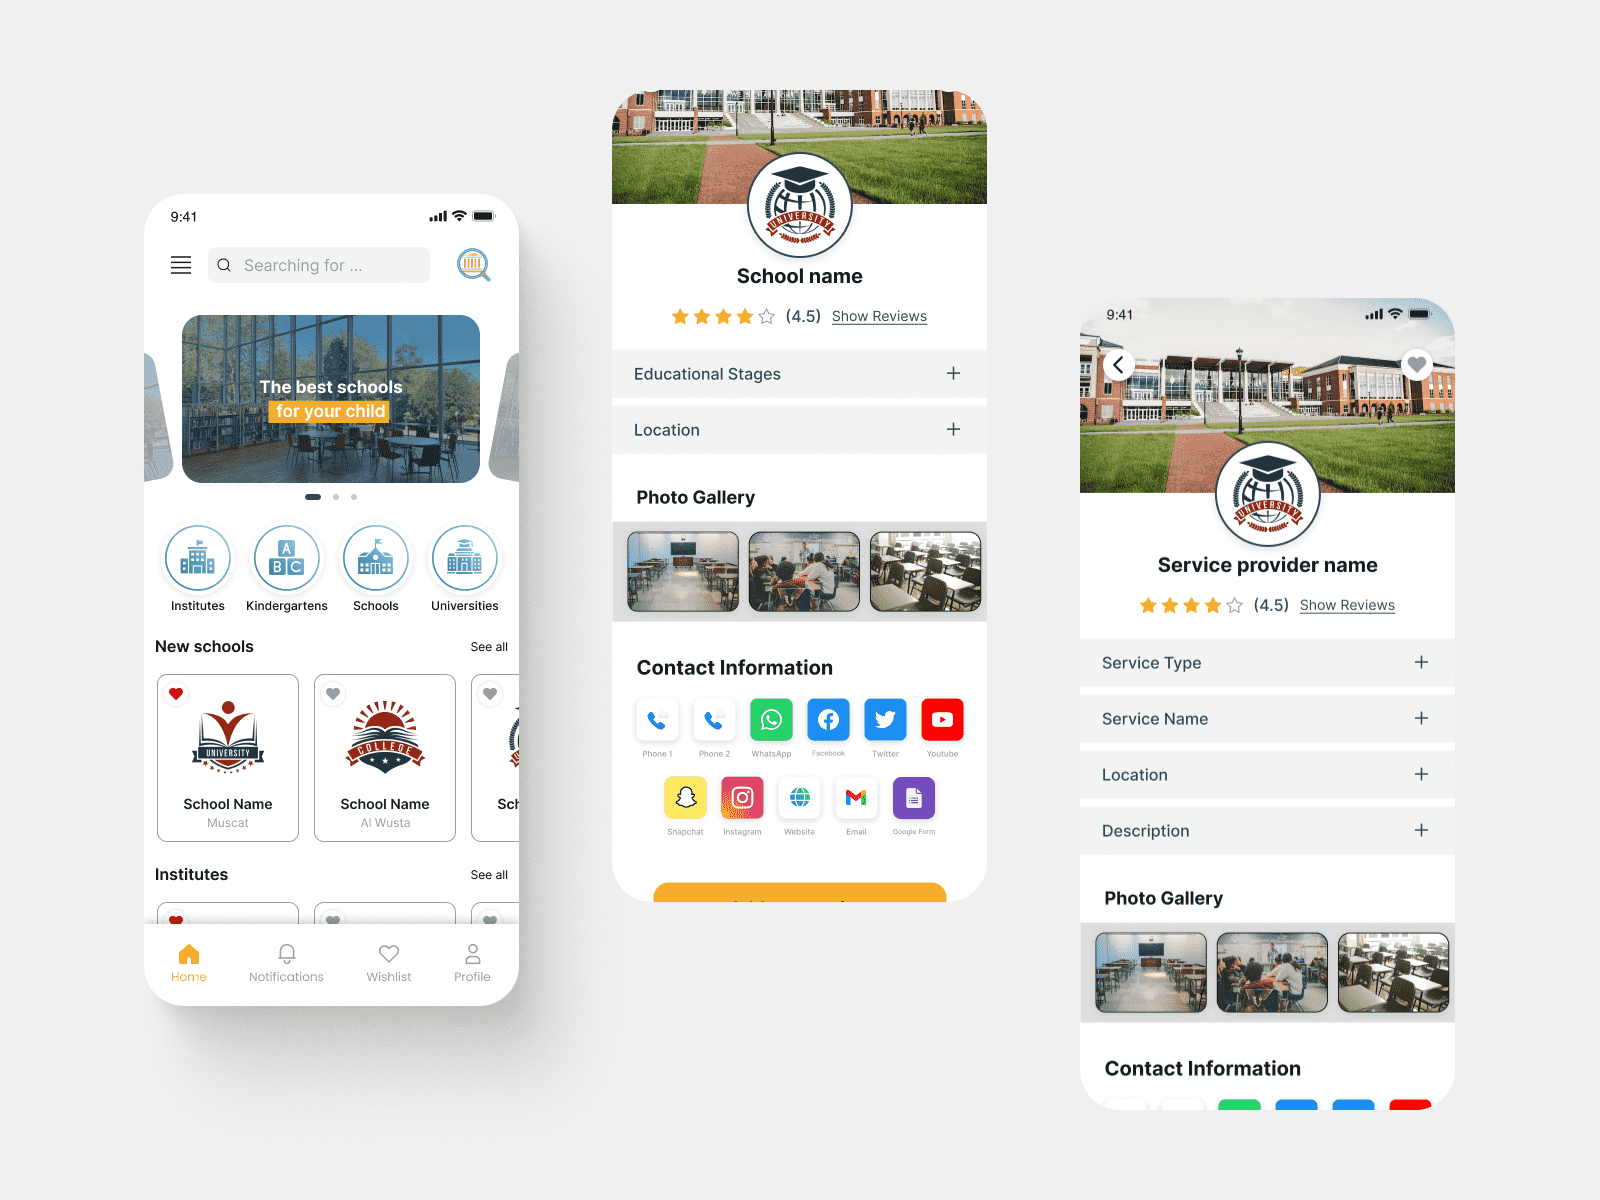 9:41
Searching for ...
The best schools
for your child
A
B C
Institutes
Kindergartens
Schools
Universities
New schools
See all
UNIVERSITY
School Name
Muscat
COLLEGE
School Name
Al Wusta
Sch
Institutes
See all
Home
Notifications
Wishlist
Profile
UNIVERSITY
School name
(4.5)
Show Reviews
Educational Stages
Location
Photo Gallery
Contact Information
Phone 1
Phone 2
WhatsApp
Facebook
Twitter
Youtube
Snapchat
Instagram
Website
Email
Google Form
9:41
UNIVERSITY
Service provider name
(4.5)
Show Reviews
Service Type
Service Name
Location
Description
Photo Gallery
Contact Information